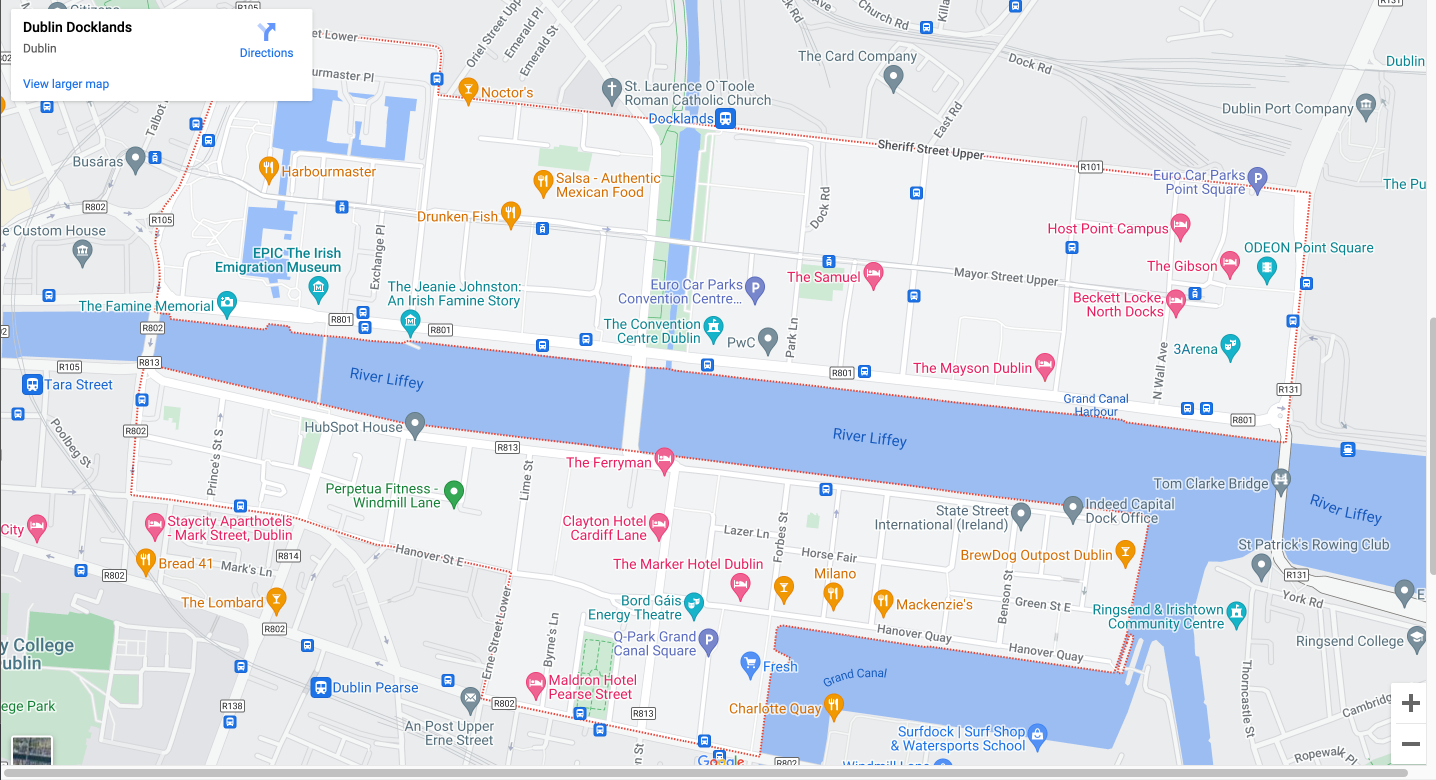 Dublin Docklands
Dublin
Directions
View larger map
Citizens
R105
et Lower
urmaster Pl
Oriel Street Upp
Emerald Pl
Emerald St
ock Rd
Church Rd
Killa
R131
Dock Rd
Dublin
The Card Company
Dublin Port Company
Noctor's
St. Laurence O`Toole
Roman Catholic Church
Docklands
East Rd
Sheriff Street Upper
R101
Talbot
Busáras
Harbourmaster
Salsa - Authentic
Mexican Food
Drunken Fish
Euro Car Parks
Point Square
The Pu
R802
R105
Dock Rd
e Custom House
Host Point Campus
ODEON Point Square
The Gibson
EPIC The Irish
Emigration Museum
Exchange Pl
The Jeanie Johnston:
An Irish Famine Story
Euro Car Parks
Convention Centre...
The Samuel
Mayor Street Upper
Beckett Locke,
North Docks
The Famine Memorial
R802
R801
R801
The Convention
Centre Dublin
PwC
Park Ln
3Arena
02
R813
R105
Tara Street
River Liffey
R801
The Mayson Dublin
N Wall Ave
R131
Grand Canal
Harbour
R801
HubSpot House
R802
Poolbeg St
Prince's St S
R813
River Liffey
The Ferryman
Lime St
Tom Clarke Bridge
River Liffey
Perpetua Fitness -
Windmill Lane
State Street
International (Ireland)
Indeed Capital
Dock Office
City
Staycity Aparthotels
- Mark Street, Dublin
Clayton Hotel
Cardiff Lane
Lazer Ln
Forbes St
Horse Fair
St Patrick's Rowing Club
R814
Hanover St E
BrewDog Outpost Dublin
Bread 41
Mark's Ln
R802
The Marker Hotel Dublin
Milano
R131
York Rd
The Lombard
Bord Gáis
Energy Theatre
Mackenzie's
Benson St
Green St E
Ringsend & Irishtown
Community Centre
E
R802
Hanover Quay
Hanover Quay
Ringsend College
y College
ublin
Erne Street Lower
Byrne's Ln
Q-Park Grand
Canal Square
Fresh
Grand Canal
Dublin Pearse
Maldron Hotel
Pearse Street
Thorncastle St
ege Park
R138
R802
R813
Charlotte Quay
Cambridge
An Post Upper
Erne Street
Surfdock | Surf Shop
& Watersports School
n St
Google
R802
Windmill Lane
Ropewalk Pl